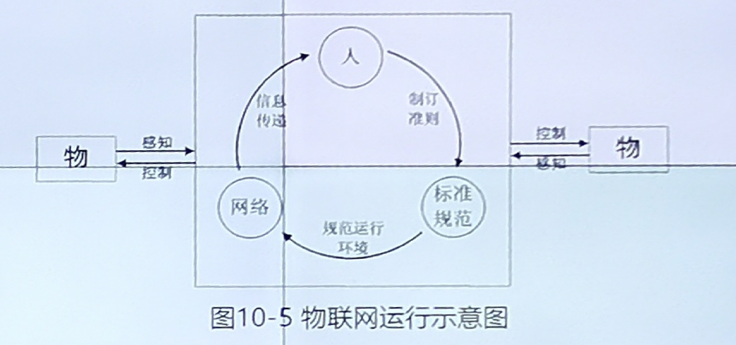 人
信息
传递
制订
准则
物
感知
控制
控制
感知
物
网络
标准
规范
规范运行
环境
图10-5 物联网运行示意图